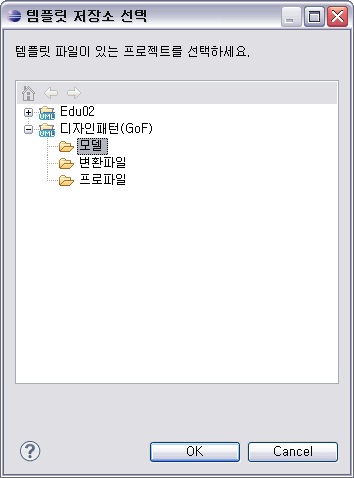 템플릿 저장소 선택
템플릿 파일이 있는 프로젝트를 선택하세요.
Edu02
UML
디자인패턴(GoF)
UML
모델
변환파일
프로파일
?
OK
Cancel